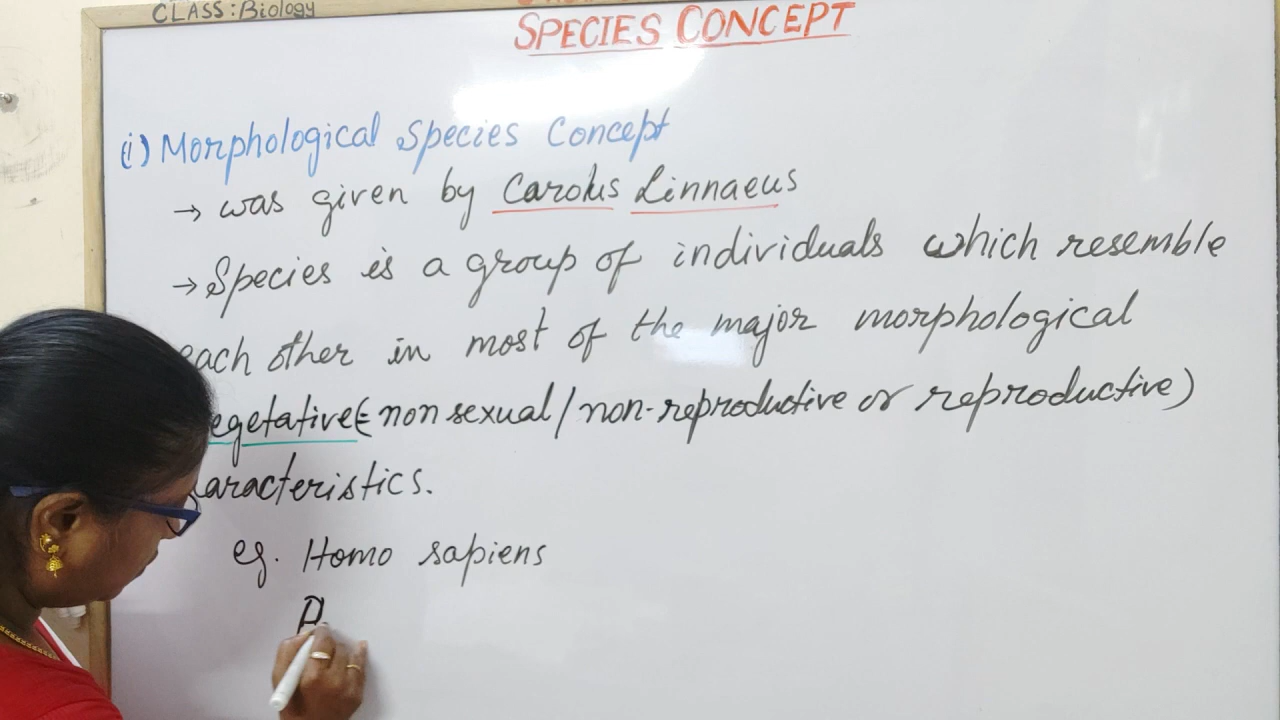 CLASS: Biology
SPECIES CONCEPT
(i) Morphological Species Concept
→ was given by Carolus Linnaeus
→ Species is a group of individuals which resemble
each other in most of the major morphological
egetative(= non sexual/non-reproductive or reproductive)
aracteristics.
eg. Homo sapiens